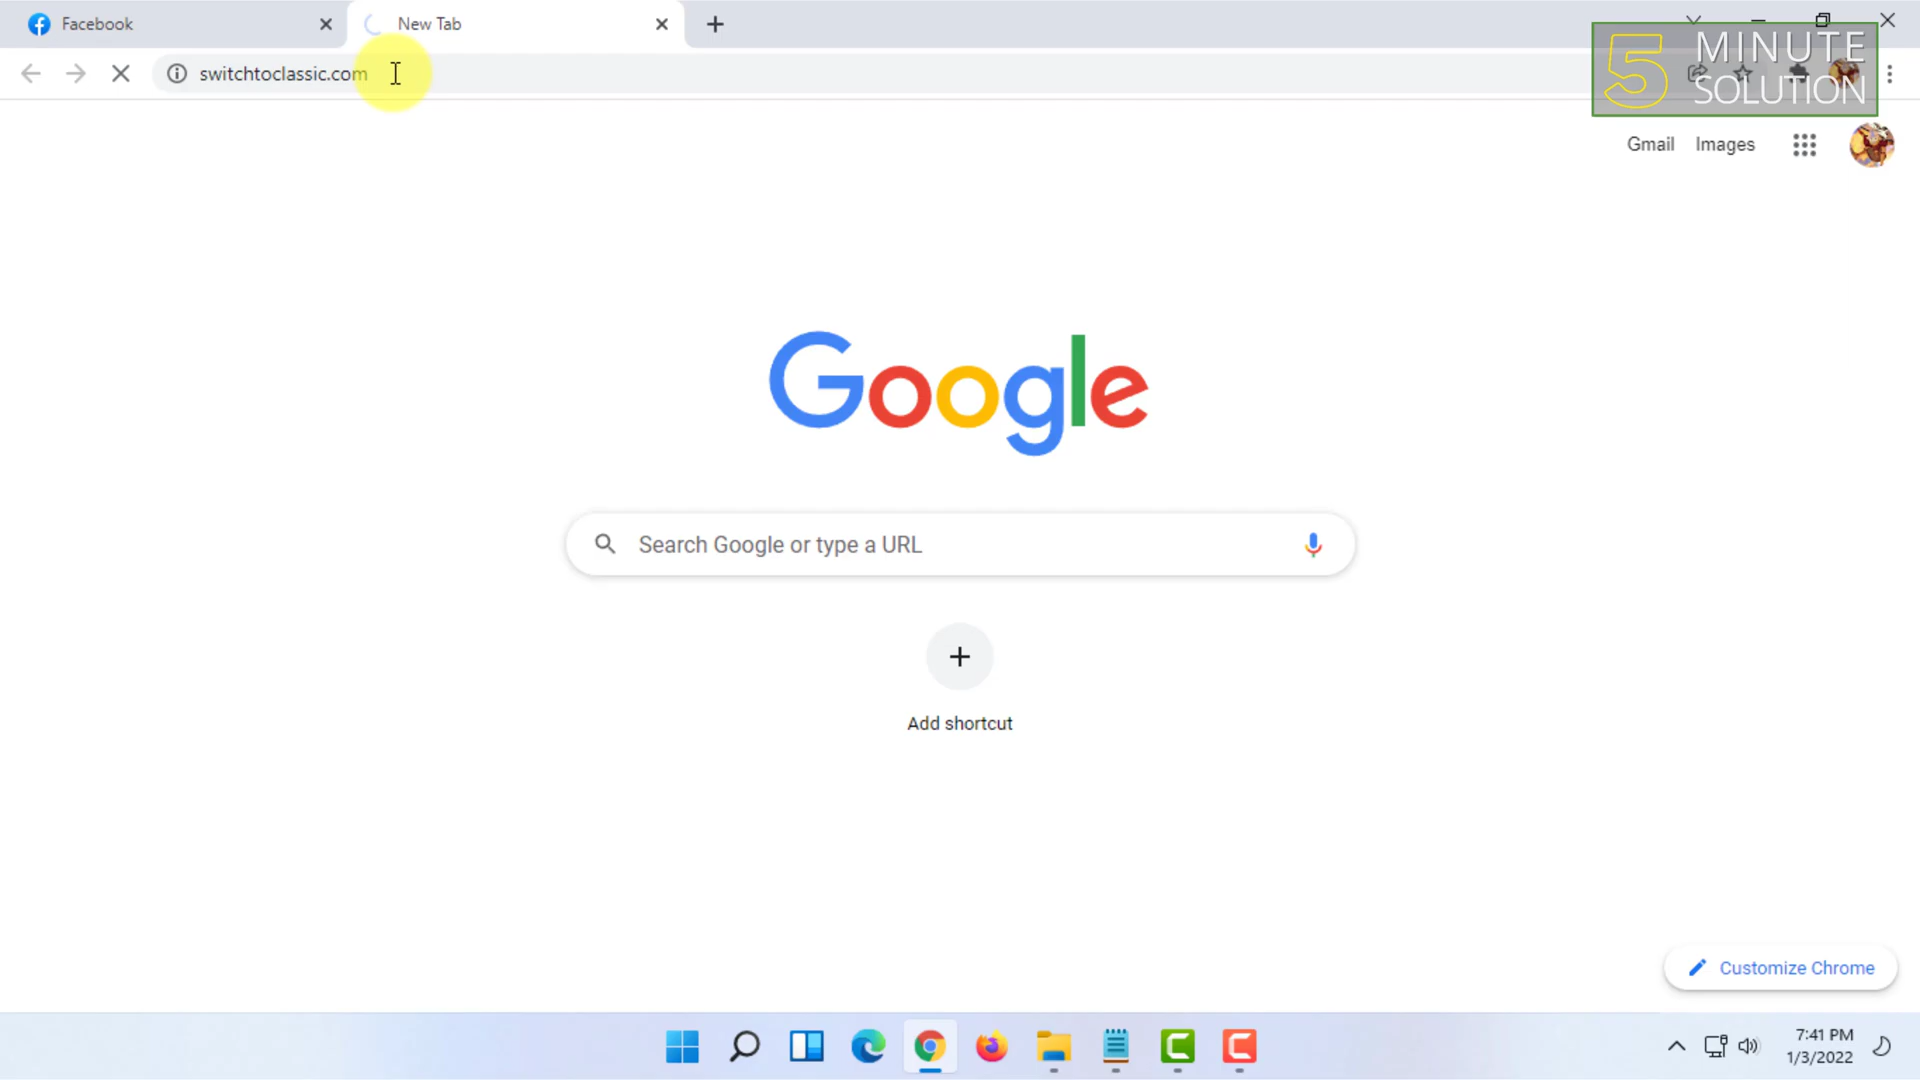 Facebook
New Tab
switchtoclassic.com
5 MINUTE
SOLUTION
Gmail Images
Google
Search Google or type a URL
Add shortcut
Customize Chrome
7:41 PM
1/3/2022